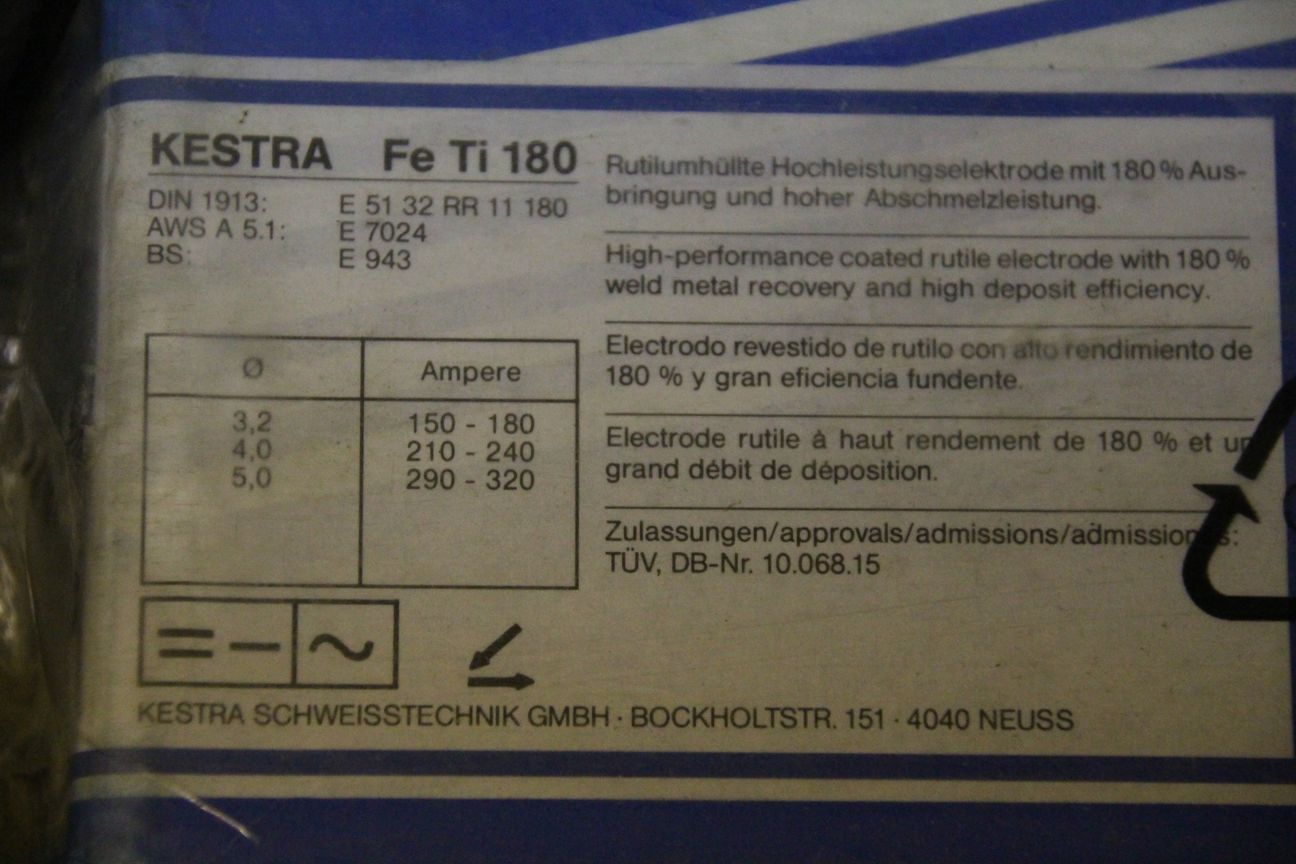 KESTRA Fe Ti 180
DIN 1913: E 51 32 RR 11 180
AWS A 5.1: E 7024
BS: E 943
Ø Ampere
3,2 150 - 180
4,0 210 - 240
5,0 290 - 320
= − ~
Rutilumhüllte Hochleistungselektrode mit 180 % Aus-
bringung und hoher Abschmelzleistung.
High-performance coated rutile electrode with 180 %
weld metal recovery and high deposit efficiency.
Electrodo revestido de rutilo con alto rendimiento de
180 % y gran eficiencia fundente.
Electrode rutile à haut rendement de 180 % et un
grand débit de déposition.
Zulassungen/approvals/admissions/admissions:
TÜV, DB-Nr. 10.068.15
KESTRA SCHWEISSTECHNIK GMBH · BOCKHOLTSTR. 151 · 4040 NEUSS